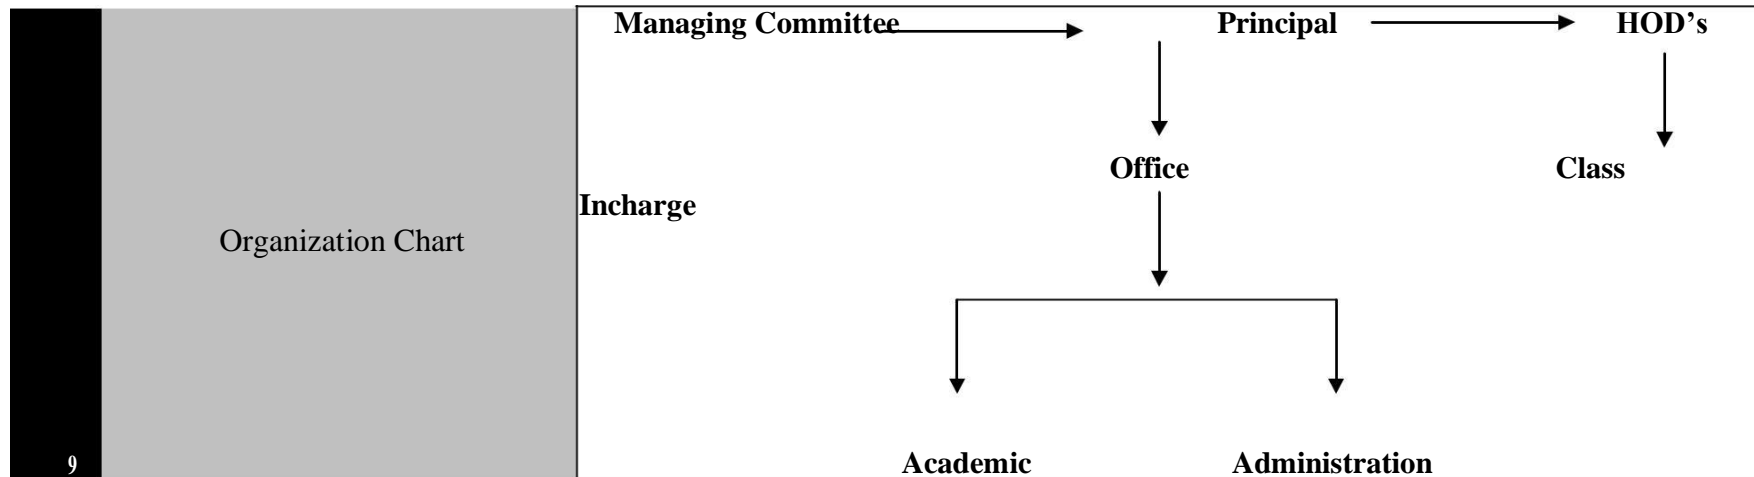 Managing Committee Principal HOD's
Office Class
Incharge
Organization Chart
9
Academic Administration